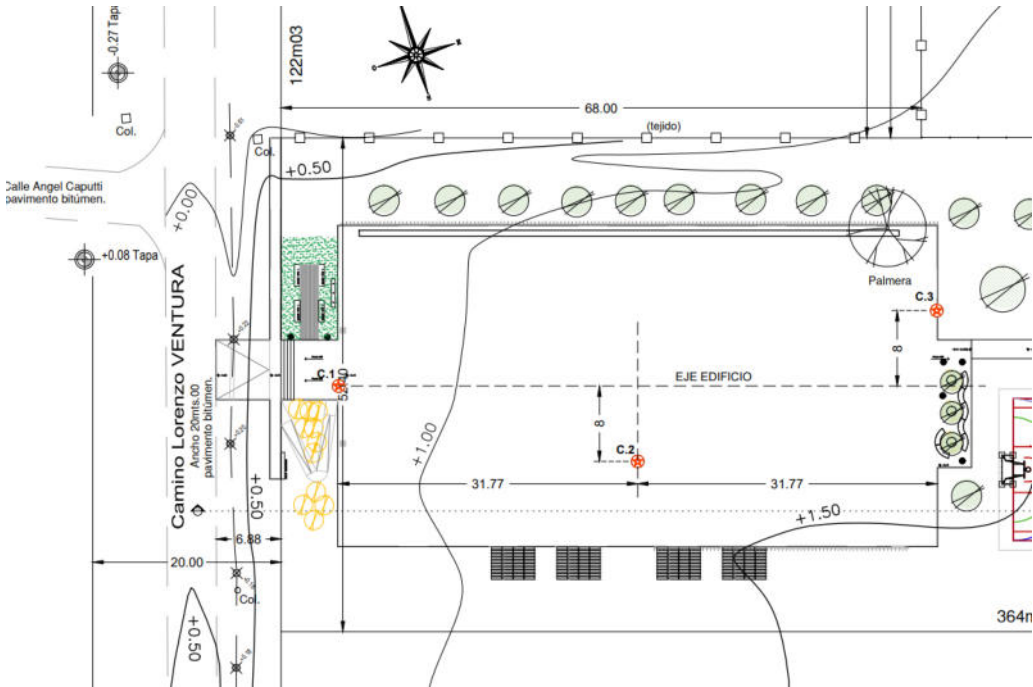 -0.27 Tapa
122m03
Col.
68.00
(tejido)
Col.
+0.50
Calle Angel Caputti
pavimento bitúmen.
+0.00
+0.08 Tapa
Palmera
C.3
8
C.1
EJE EDIFICIO
Camino Lorenzo VENTURA
Ancho 20mts.00
pavimento bitúmen.
8
+1.00
C.2
31.77
31.77
+0.50
+1.50
6.88
20.00
Col.
+0.50